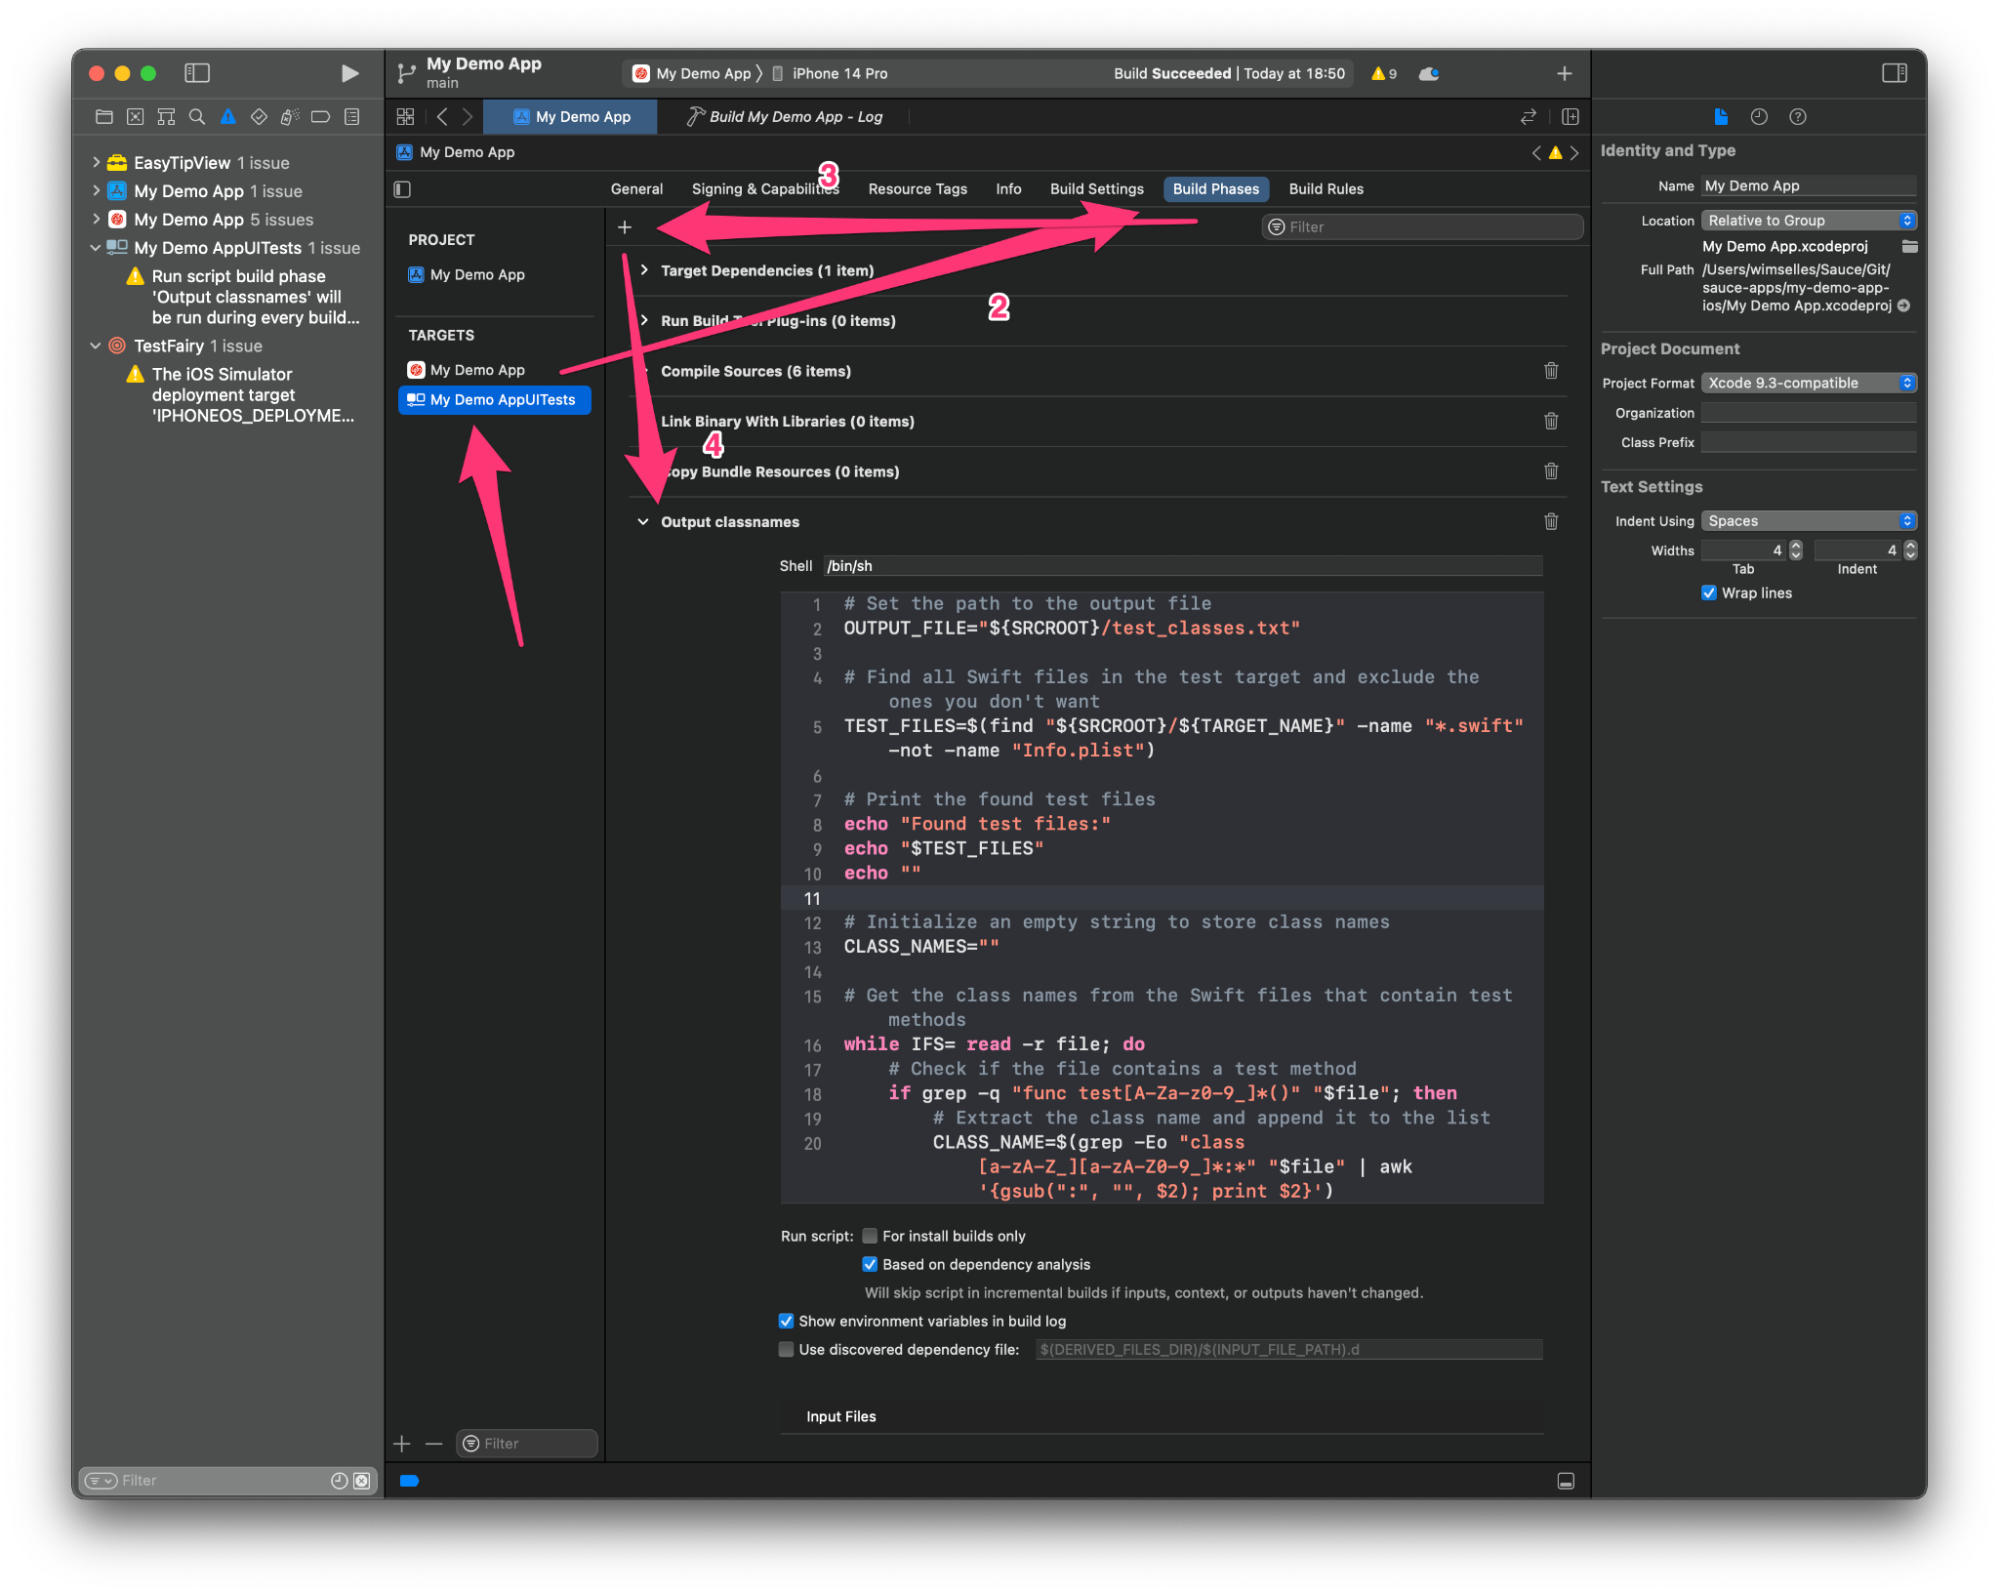 My Demo App
main
My Demo App
iPhone 14 Pro
Build Succeeded | Today at 18:50
9
My Demo App
Build My Demo App - Log
EasyTipView 1 issue
My Demo App 1 issue
My Demo App 5 issues
My Demo AppUITests 1 issue
Run script build phase
'Output classnames' will
be run during every build...
TestFairy 1 issue
The iOS Simulator
deployment target
'IPHONEOS_DEPLOYME...
Filter
My Demo App
General
Signing & Capabilities
Resource Tags
Info
Build Settings
Build Phases
Build Rules
3
PROJECT
My Demo App
TARGETS
My Demo App
My Demo AppUITests
Filter
Filter
Target Dependencies (1 item)
2
Run Build Tool Plug-ins (0 items)
Compile Sources (6 items)
Link Binary With Libraries (0 items)
4
Copy Bundle Resources (0 items)
Output classnames
Shell /bin/sh
1 # Set the path to the output file
2 OUTPUT_FILE="${SRCROOT}/test_classes.txt"
3
4 # Find all Swift files in the test target and exclude the
ones you don't want
5 TEST_FILES=$(find "${SRCROOT}/${TARGET_NAME}" -name "*.swift"
-not -name "Info.plist")
6
7 # Print the found test files
8 echo "Found test files:"
9 echo "$TEST_FILES"
10 echo ""
11
12 # Initialize an empty string to store class names
13 CLASS_NAMES=""
14
15 # Get the class names from the Swift files that contain test
methods
16 while IFS= read -r file; do
17 # Check if the file contains a test method
18 if grep -q "func test[A-Za-z0-9_]*()" "$file"; then
19 # Extract the class name and append it to the list
20 CLASS_NAME=$(grep -Eo "class
[a-zA-Z_][a-zA-Z0-9_]*:*" "$file" | awk
'{gsub(":", "", $2); print $2}')
Run script: For install builds only
Based on dependency analysis
Will skip script in incremental builds if inputs, context, or outputs haven't changed.
Show environment variables in build log
Use discovered dependency file: $(DERIVED_FILES_DIR)/$(INPUT_FILE_PATH).d
Input Files
Identity and Type
Name My Demo App
Location Relative to Group
My Demo App.xcodeproj
Full Path /Users/wimselles/Sauce/Git/
sauce-apps/my-demo-app-
ios/My Demo App.xcodeproj
Project Document
Project Format Xcode 9.3-compatible
Organization
Class Prefix
Text Settings
Indent Using Spaces
Widths 4 4
Tab Indent
Wrap lines